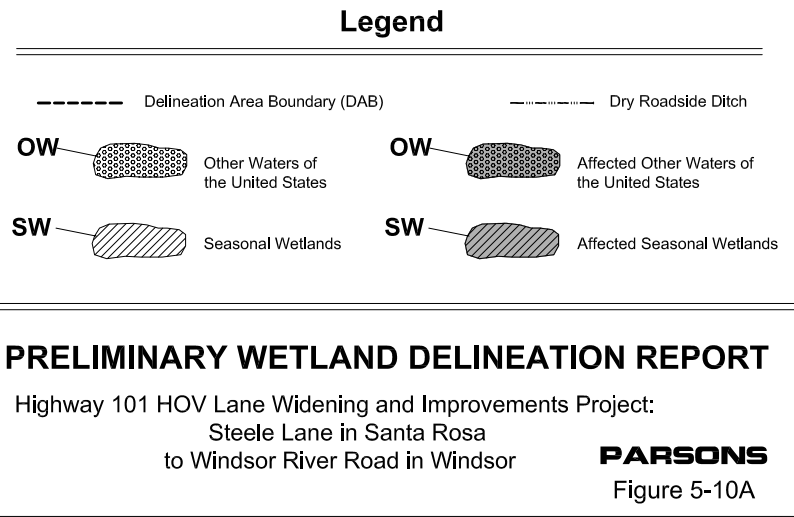 Legend
Delineation Area Boundary (DAB)
Dry Roadside Ditch
OW
Other Waters of
the United States
OW
Affected Other Waters of
the United States
SW
Seasonal Wetlands
SW
Affected Seasonal Wetlands
PRELIMINARY WETLAND DELINEATION REPORT
Highway 101 HOV Lane Widening and Improvements Project:
Steele Lane in Santa Rosa
to Windsor River Road in Windsor
PARSONS
Figure 5-10A